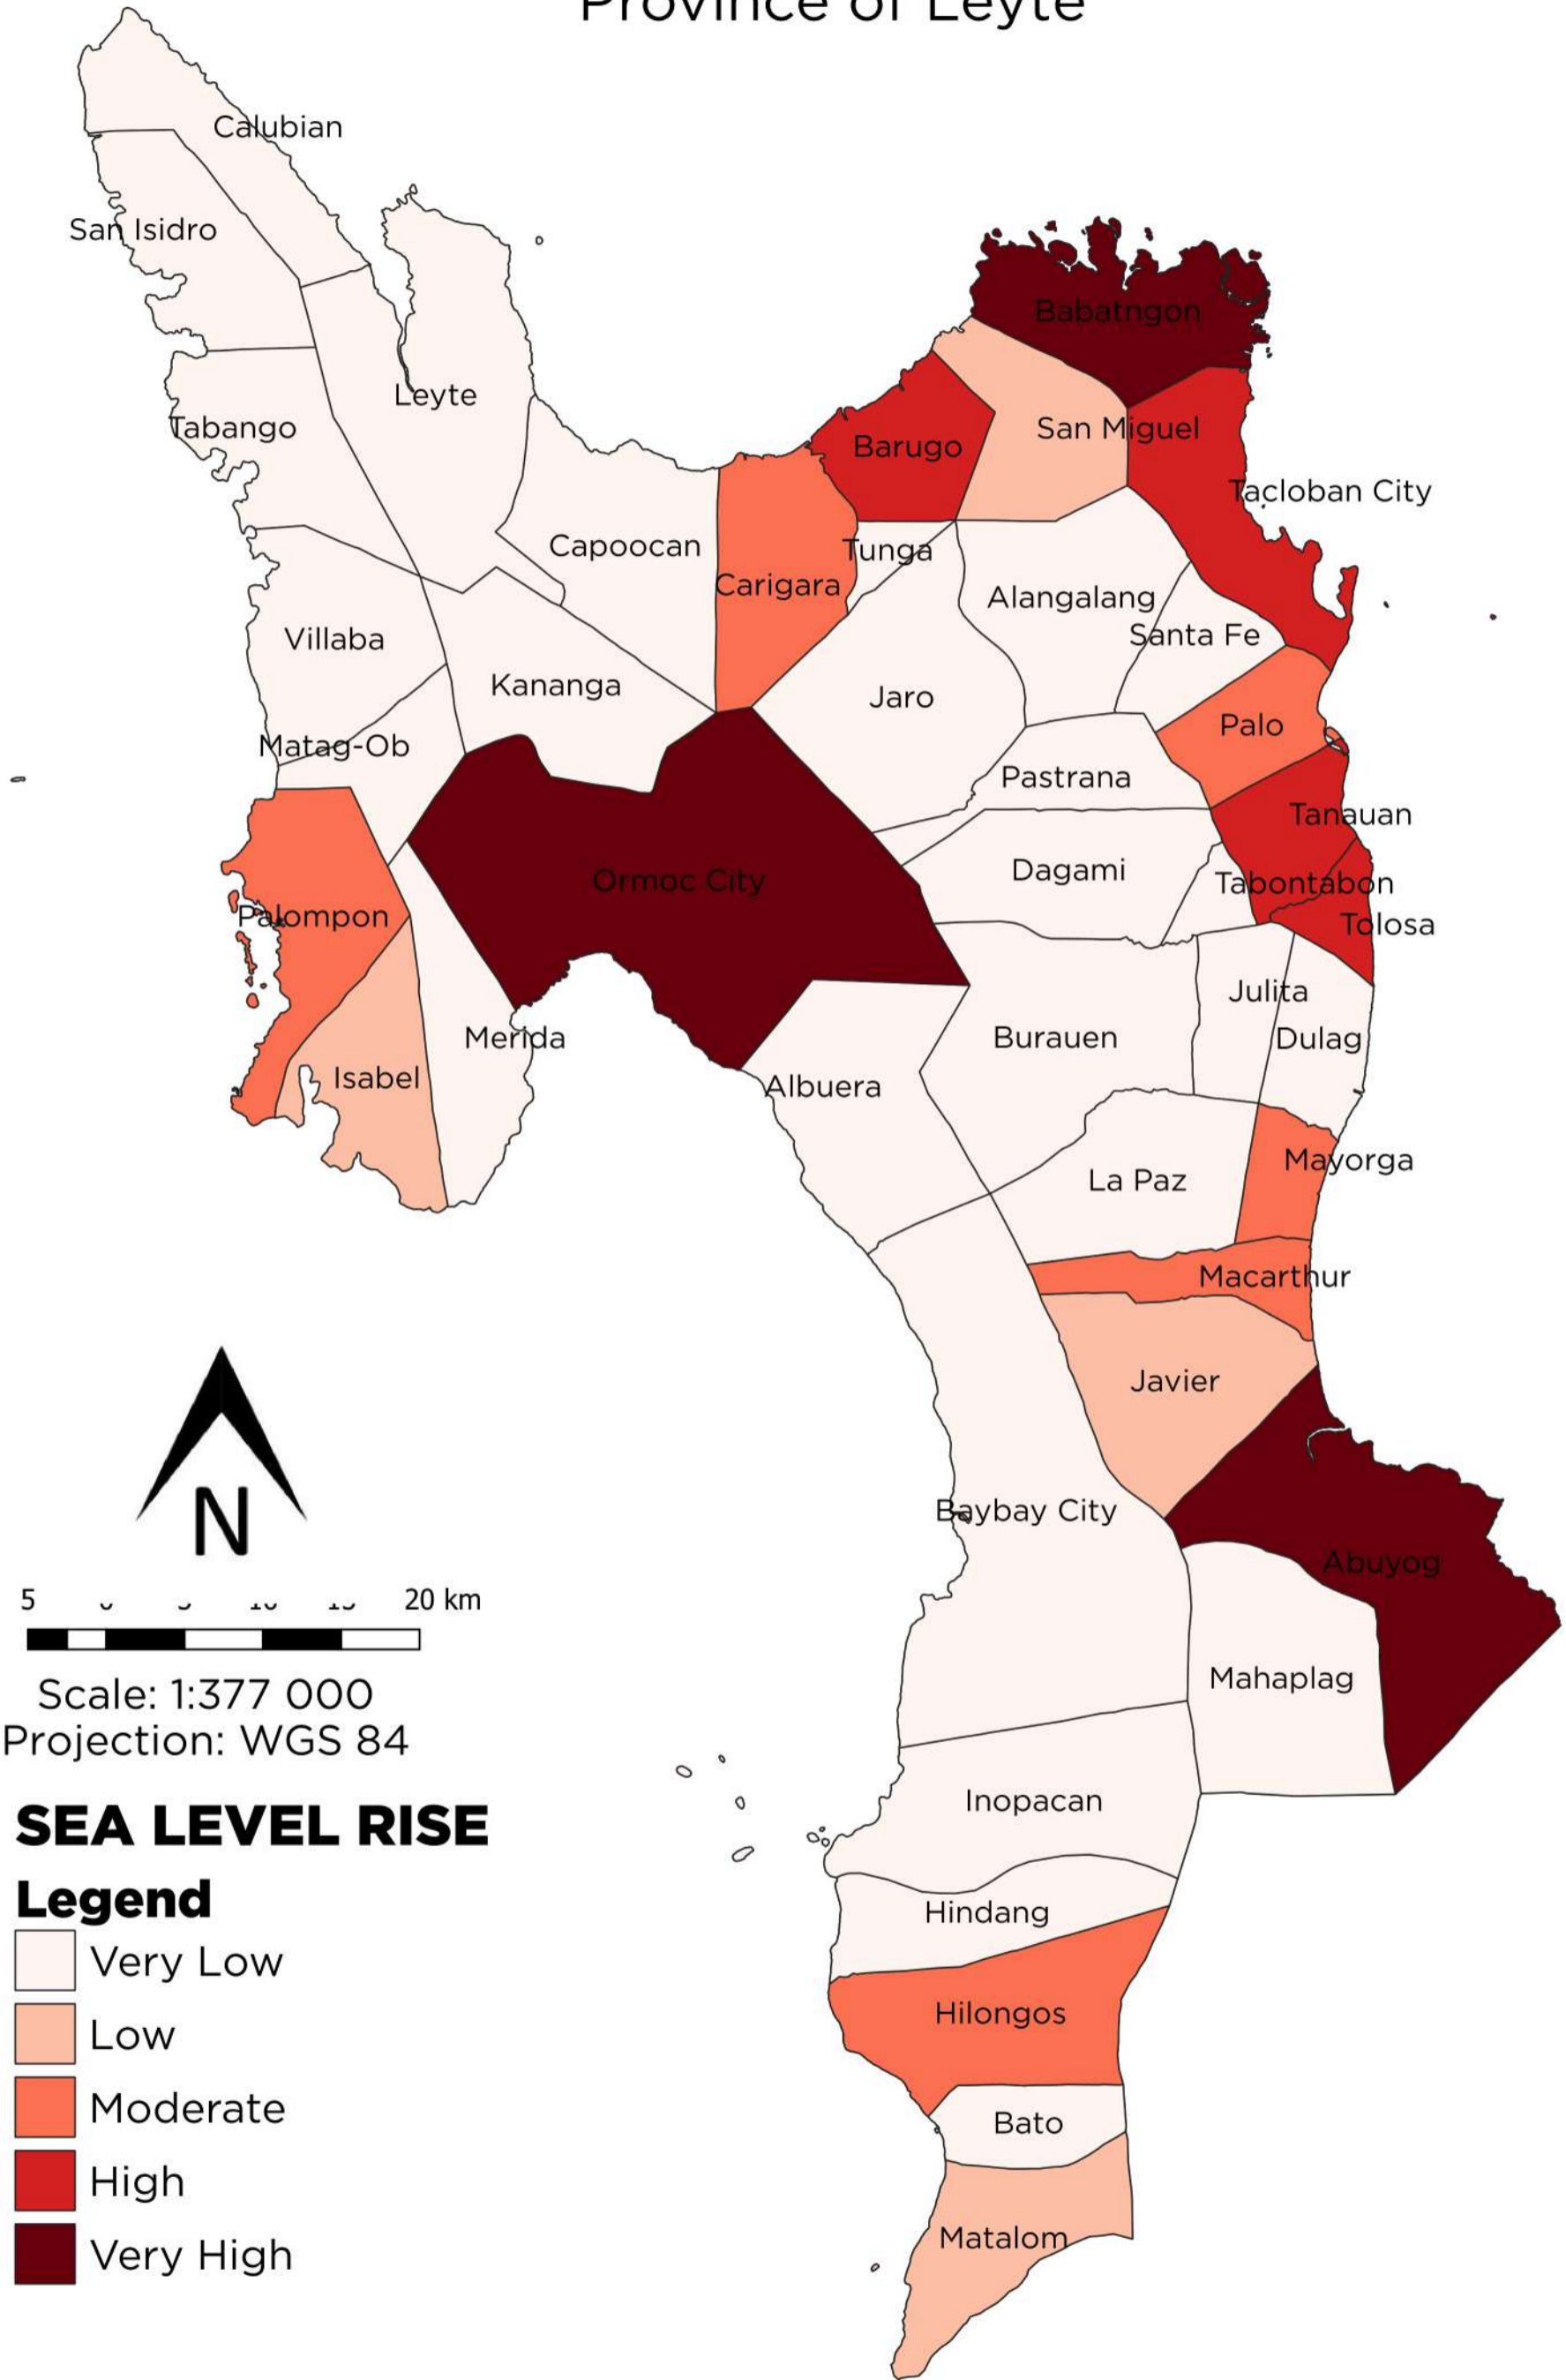 Province of Leyte
Calubian
San Isidro
Babatngon
Leyte
Tabango
San Miguel
Barugo
Tacloban City
Capoocan
Tunga
Carigara
Alangalang
Santa Fe
Villaba
Kananga
Jaro
Palo
Matag-Ob
Pastrana
Tanauan
Dagami
Ormoc City
Tabontabon
Palompon
Tolosa
Julita
Merida
Burauen
Dulag
Isabel
Albuera
Mayorga
La Paz
Macarthur
Javier
N
Baybay City
Abuyog
5
20 km
Mahaplag
Scale: 1:377 000
Projection: WGS 84
Inopacan
SEA LEVEL RISE
Legend
Hindang
Very Low
Hilongos
Low
Moderate
Bato
High
Matalom
Very High